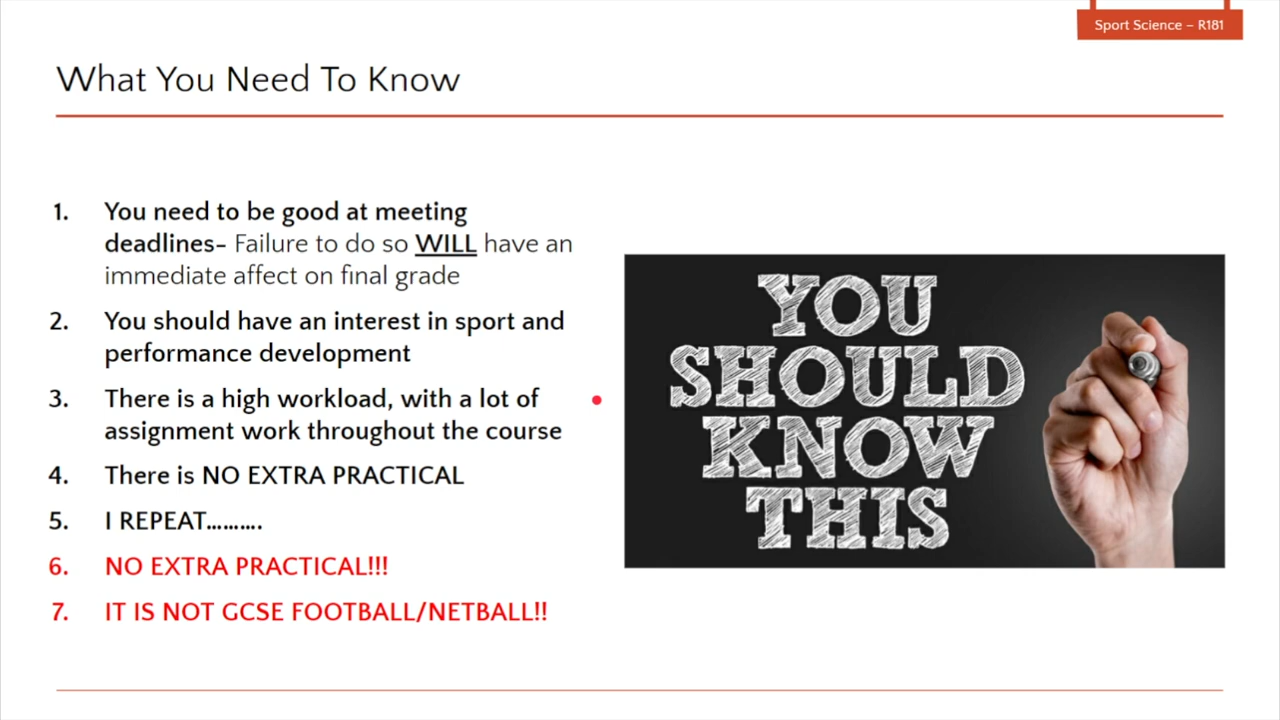 Sport Science – R181
What You Need To Know
1. You need to be good at meeting
deadlines- Failure to do so WILL have an
immediate affect on final grade
2. You should have an interest in sport and
performance development
3. There is a high workload, with a lot of
assignment work throughout the course
4. There is NO EXTRA PRACTICAL
5. I REPEAT……….
6. NO EXTRA PRACTICAL!!!
7. IT IS NOT GCSE FOOTBALL/NETBALL!!
YOU
SHOULD
KNOW
THIS